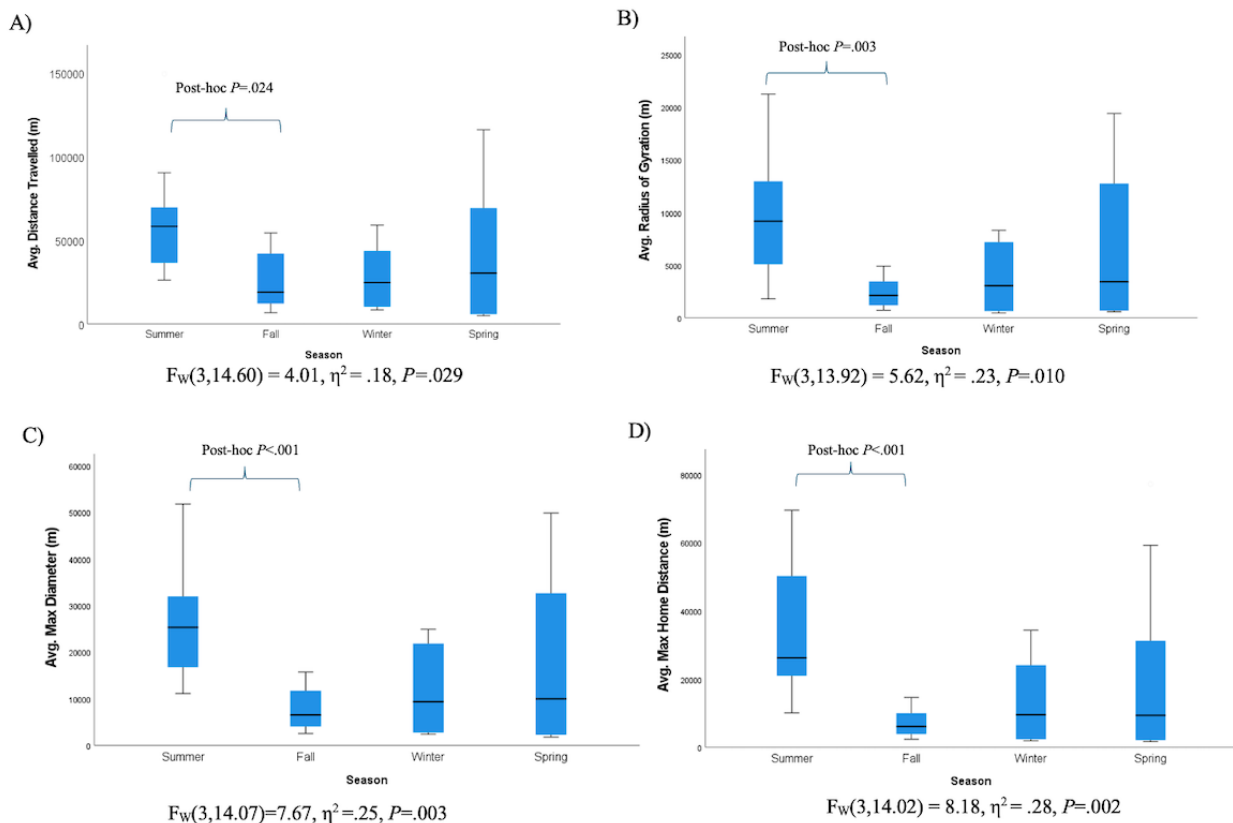 A)
Post-hoc P=.024
Avg. Distance Travelled (m)
150000
100000
50000
0
Summer Fall Winter Spring
Season
F_W(3,14.60) = 4.01, η² = .18, P=.029
B)
Post-hoc P=.003
Avg. Radius of Gyration (m)
25000
20000
15000
10000
5000
0
Summer Fall Winter Spring
Season
F_W(3,13.92) = 5.62, η² = .23, P=.010
C)
Post-hoc P<.001
Avg. Max Diameter (m)
60000
50000
40000
30000
20000
10000
0
Summer Fall Winter Spring
Season
F_W(3,14.07)=7.67, η² =.25, P=.003
D)
Post-hoc P<.001
Avg. Max Home Distance (m)
80000
60000
40000
20000
0
Summer Fall Winter Spring
Season
F_W(3,14.02) = 8.18, η² = .28, P=.002